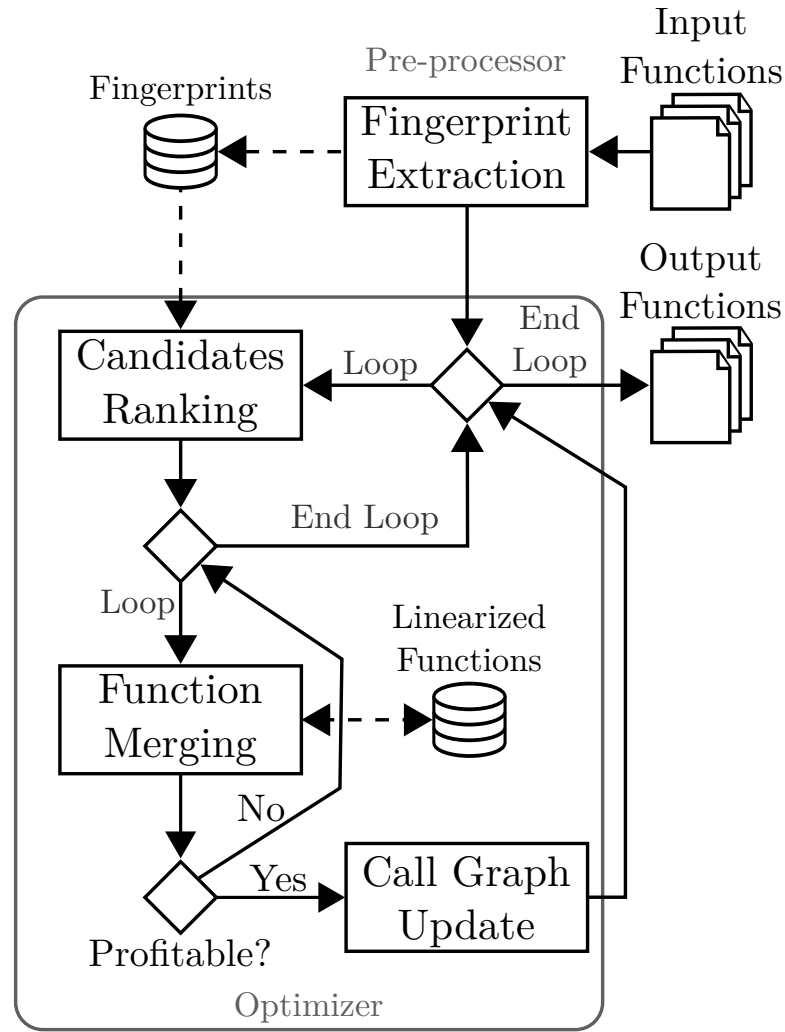 Input
Functions
Pre-processor
Fingerprints
Fingerprint
Extraction
Output
Functions
End
Loop
Loop
Candidates
Ranking
End Loop
Loop
Linearized
Functions
Function
Merging
No
Yes
Call Graph
Update
Profitable?
Optimizer